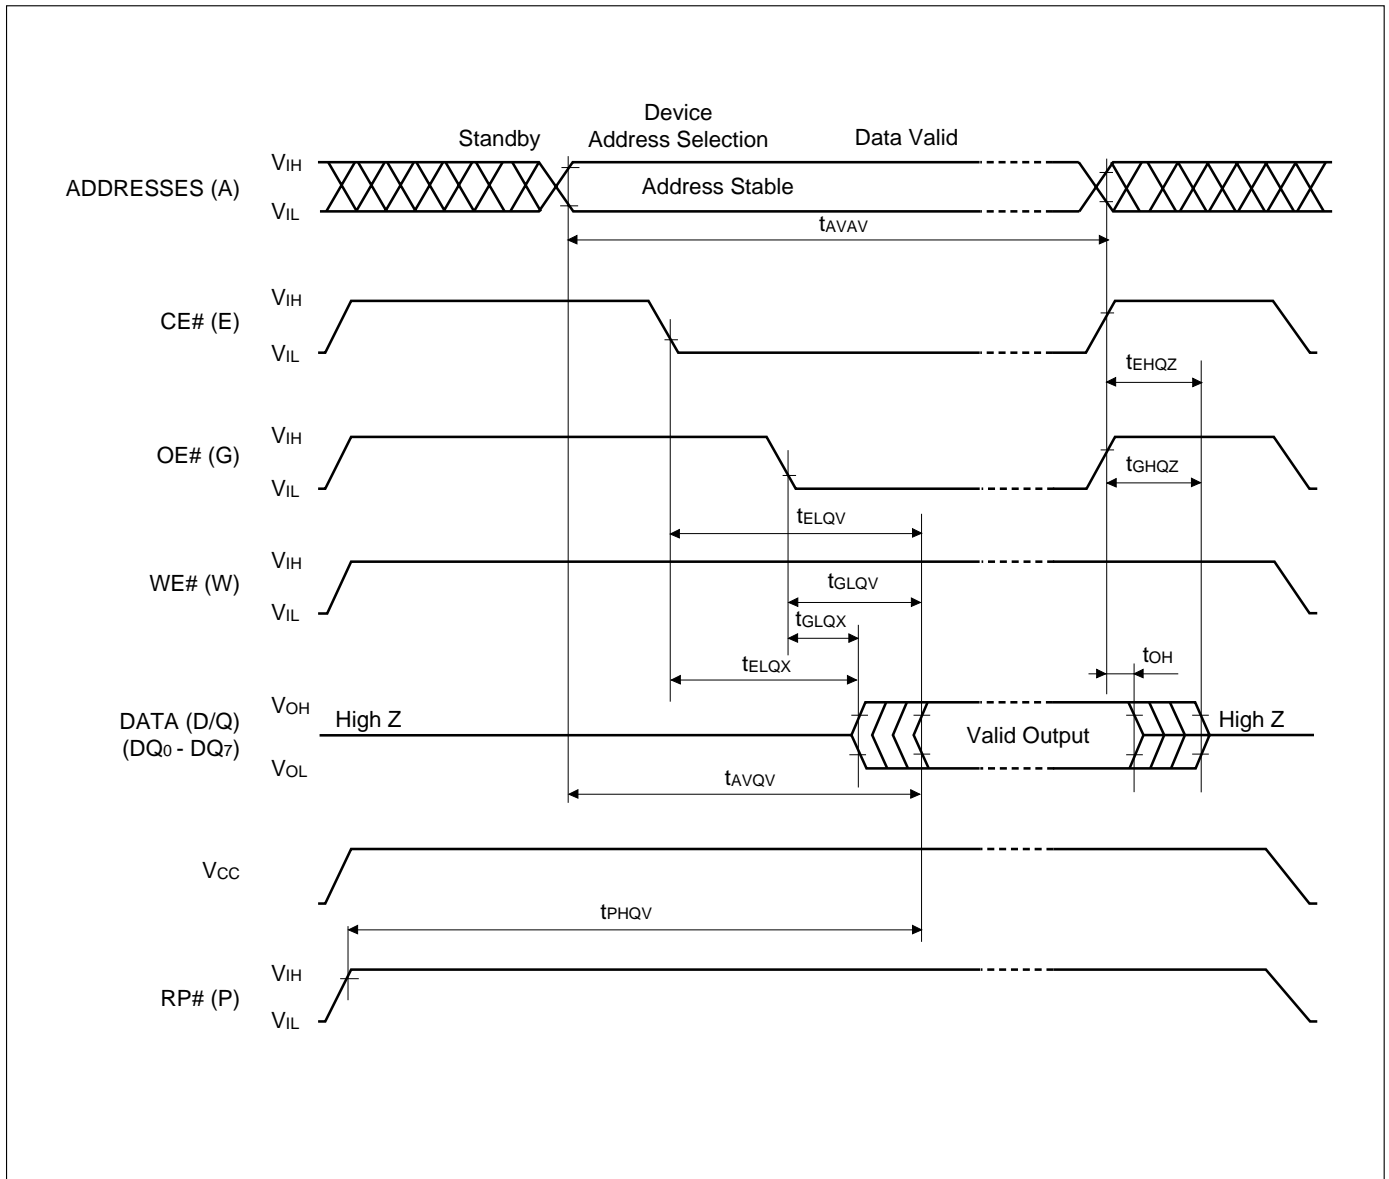 Device
Standby Address Selection Data Valid
VIH
ADDRESSES (A) Address Stable
VIL
tAVAV
VIH
CE# (E)
VIL
tEHQZ
VIH
OE# (G)
tGHQZ
VIL
tELQV
VIH
WE# (W)
tGLQV
VIL
tGLQX
tELQX
tOH
VOH
DATA (D/Q) High Z Valid Output High Z
(DQ0 - DQ7)
VOL
tAVQV
VCC
tPHQV
VIH
RP# (P)
VIL